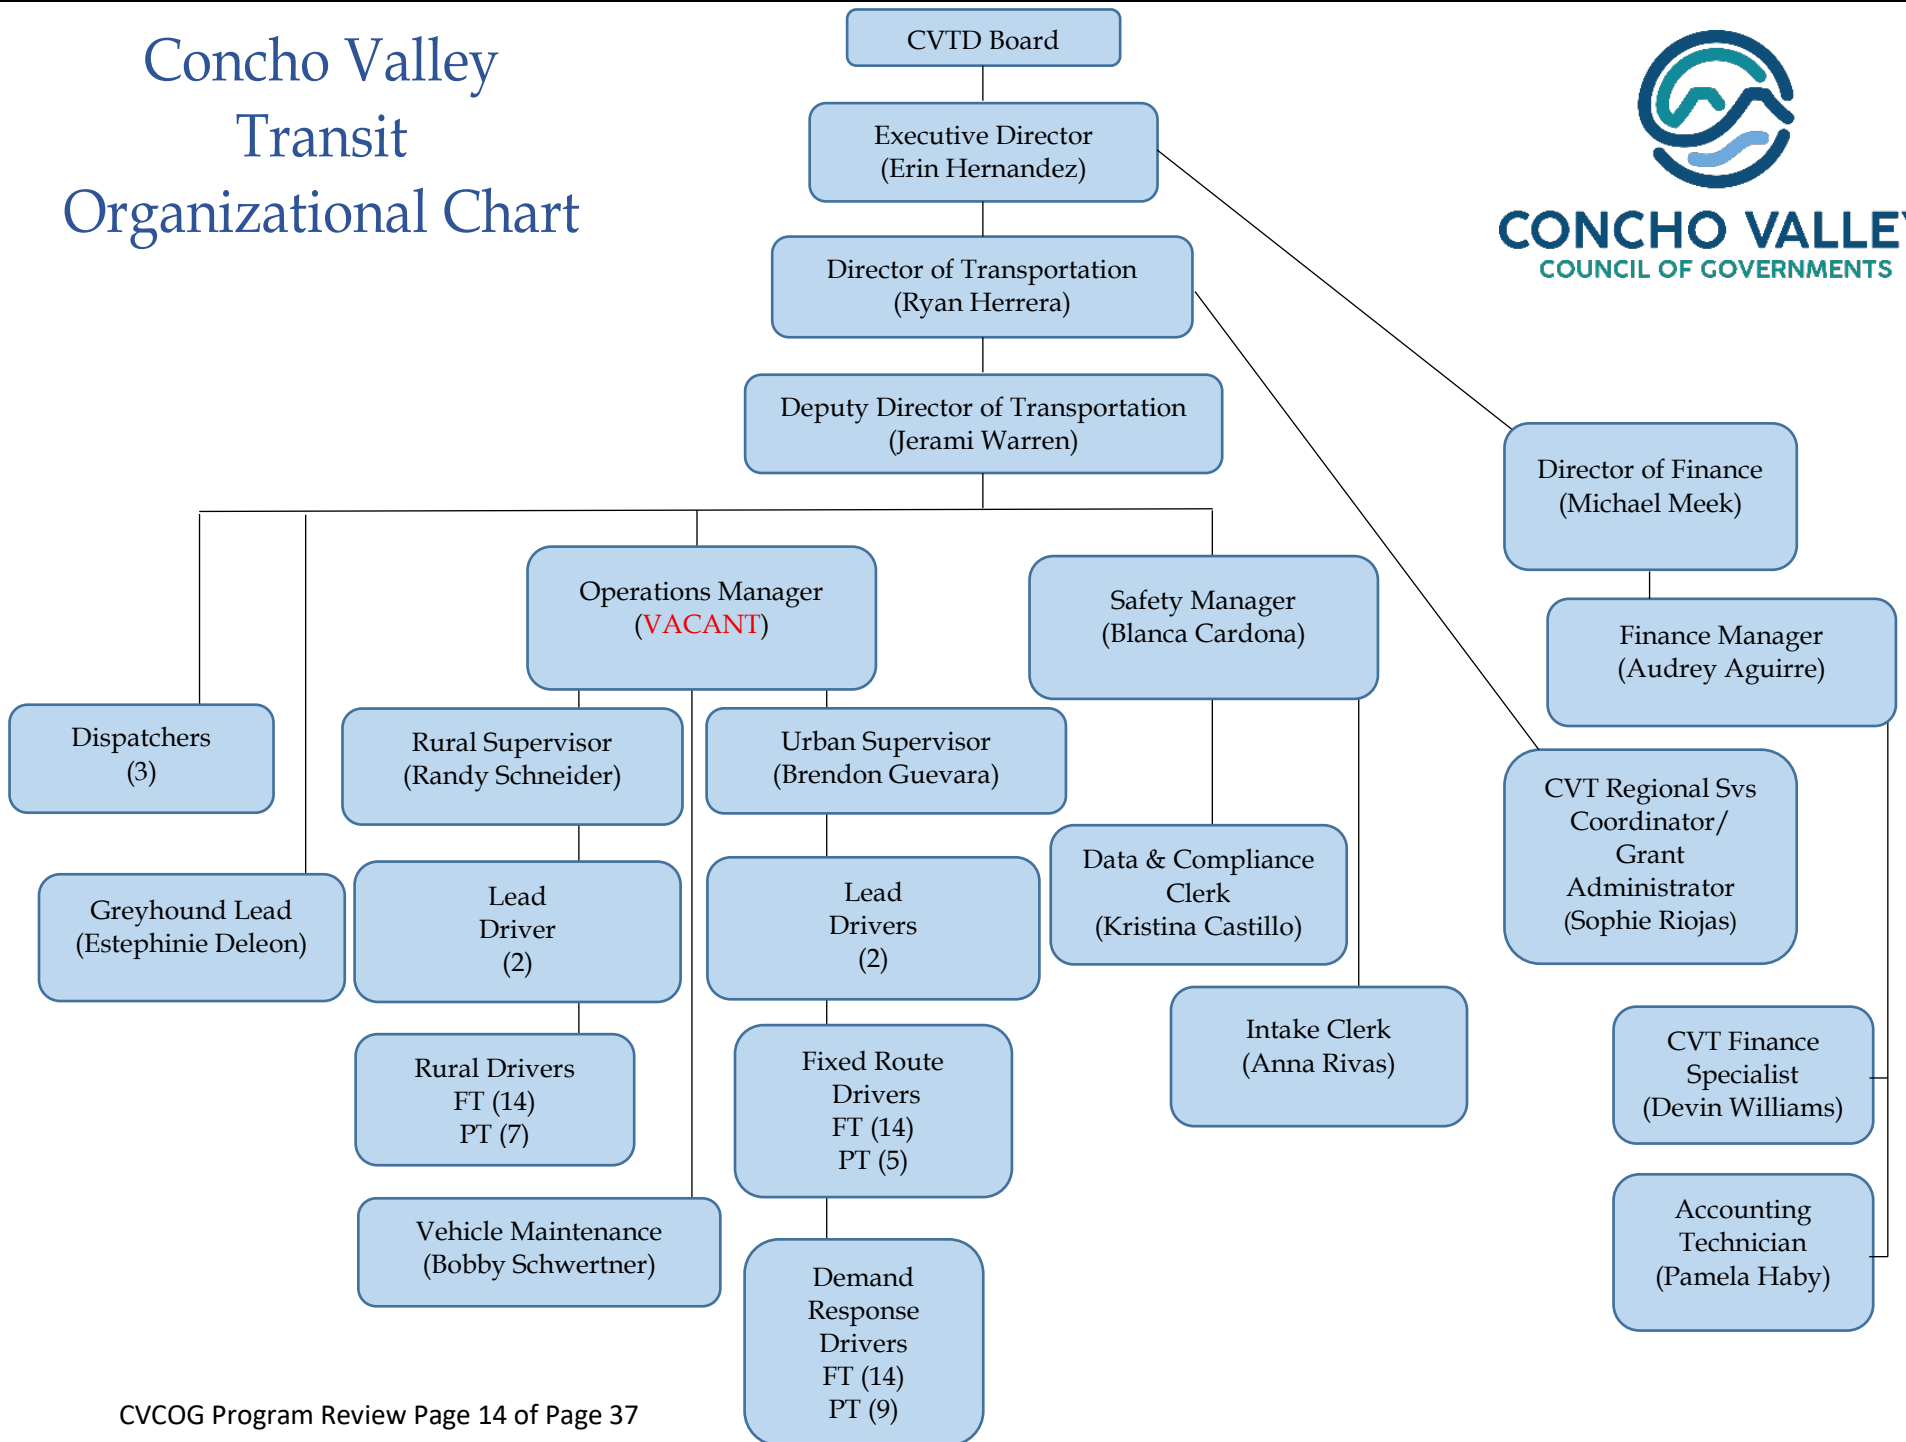 Concho Valley
Transit
Organizational Chart
CVTD Board
Executive Director
(Erin Hernandez)
CONCHO VALLEY
COUNCIL OF GOVERNMENTS
Director of Transportation
(Ryan Herrera)
Deputy Director of Transportation
(Jerami Warren)
Director of Finance
(Michael Meek)
Operations Manager
(VACANT)
Safety Manager
(Blanca Cardona)
Finance Manager
(Audrey Aguirre)
Dispatchers
(3)
Rural Supervisor
(Randy Schneider)
Urban Supervisor
(Brendon Guevara)
CVT Regional Svs
Coordinator/
Grant
Administrator
(Sophie Riojas)
Greyhound Lead
(Estephinie Deleon)
Lead
Driver
(2)
Lead
Drivers
(2)
Data & Compliance
Clerk
(Kristina Castillo)
Intake Clerk
(Anna Rivas)
Rural Drivers
FT (14)
PT (7)
Fixed Route
Drivers
FT (14)
PT (5)
CVT Finance
Specialist
(Devin Williams)
Vehicle Maintenance
(Bobby Schwertner)
Accounting
Technician
(Pamela Haby)
Demand
Response
Drivers
FT (14)
PT (9)
CVCOG Program Review Page 14 of Page 37